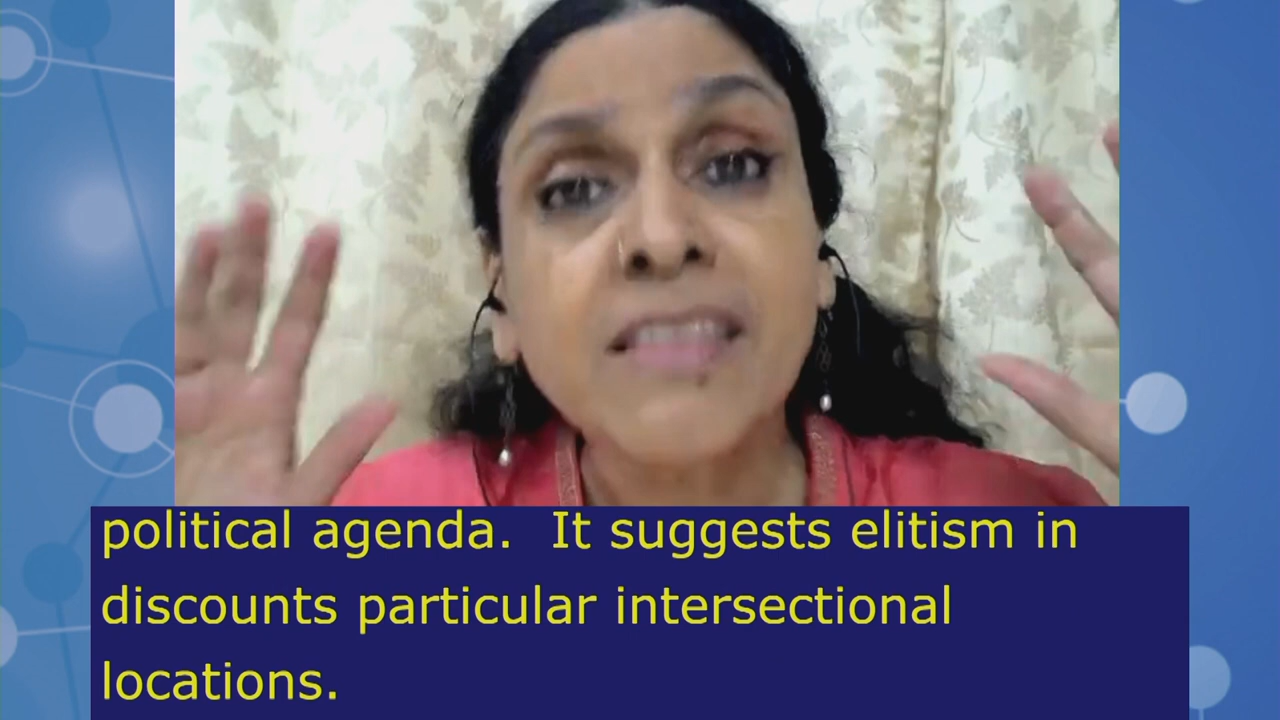 political agenda.  It suggests elitism in
discounts particular intersectional
locations.